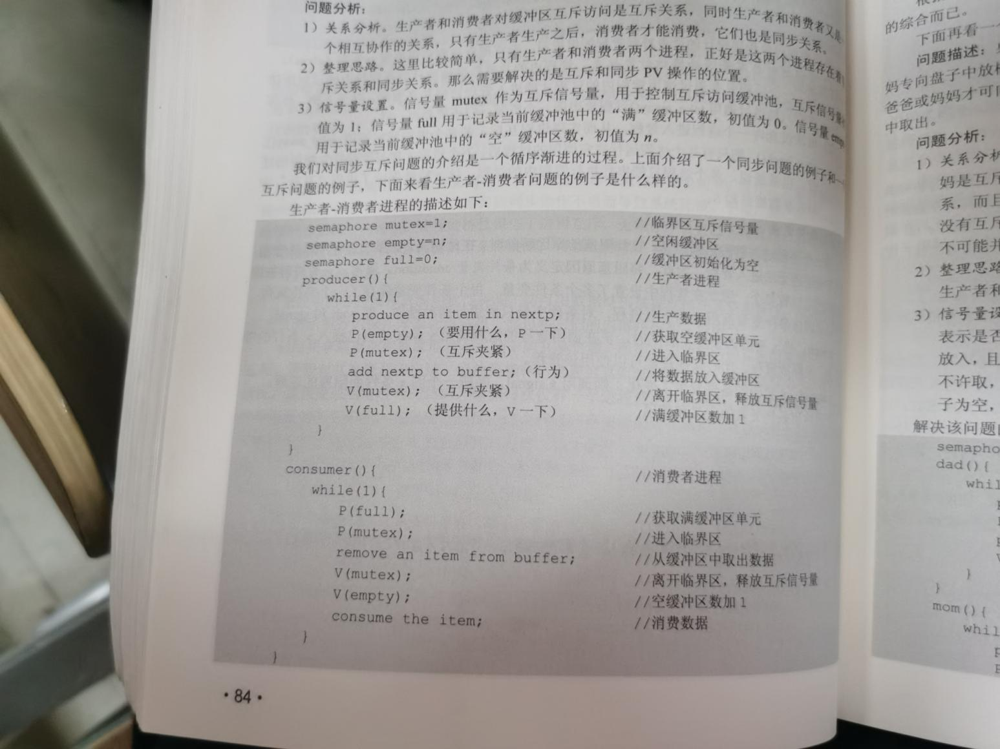 问题分析：
1）关系分析。生产者和消费者对缓冲区互斥访问是互斥关系，同时生产者和消费者又是
个相互协作的关系，只有生产者生产之后，消费者才能消费，它们也是同步关系。
2）整理思路。这里比较简单，只有生产者和消费者两个进程，正好是这两个进程存在着
斥关系和同步关系。那么需要解决的是互斥和同步 PV 操作的位置。
3）信号量设置。信号量 mutex 作为互斥信号量，用于控制互斥访问缓冲池，互斥信号量
值为 1；信号量 full 用于记录当前缓冲池中的“满”缓冲区数，初值为 0。信号量
用于记录当前缓冲池中的“空”缓冲区数，初值为 n。
我们对同步互斥问题的介绍是一个循序渐进的过程。上面介绍了一个同步问题的例子和一
互斥问题的例子，下面来看生产者-消费者问题的例子是什么样的。
生产者-消费者进程的描述如下：
semaphore mutex=1; //临界区互斥信号量
semaphore empty=n; //空闲缓冲区
semaphore full=0; //缓冲区初始化为空
producer(){ //生产者进程
while(1){
produce an item in nextp; //生产数据
P(empty); （要用什么，P 一下） //获取空缓冲区单元
P(mutex); （互斥夹紧） //进入临界区
add nextp to buffer;（行为） //将数据放入缓冲区
V(mutex); （互斥夹紧） //离开临界区，释放互斥信号量
V(full); （提供什么，V 一下） //满缓冲区数加 1
}
}
consumer(){ //消费者进程
while(1){
P(full); //获取满缓冲区单元
P(mutex); //进入临界区
remove an item from buffer; //从缓冲区中取出数据
V(mutex); //离开临界区，释放互斥信号量
V(empty); //空缓冲区数加 1
consume the item; //消费数据
}
}
·84·
的综合而已。
下面再看一
问题描述：
妈专向盘子中放
爸爸或妈妈才可
中取出。
问题分析：
1）关系分析
妈是互斥
系，而且
没有互斥
不可能并
2）整理思路
生产者和
3）信号量设
表示是否
放入，且
不许取，
子为空，
解决该问题
semapho
dad(){
whil
}
}
mom(){
whil